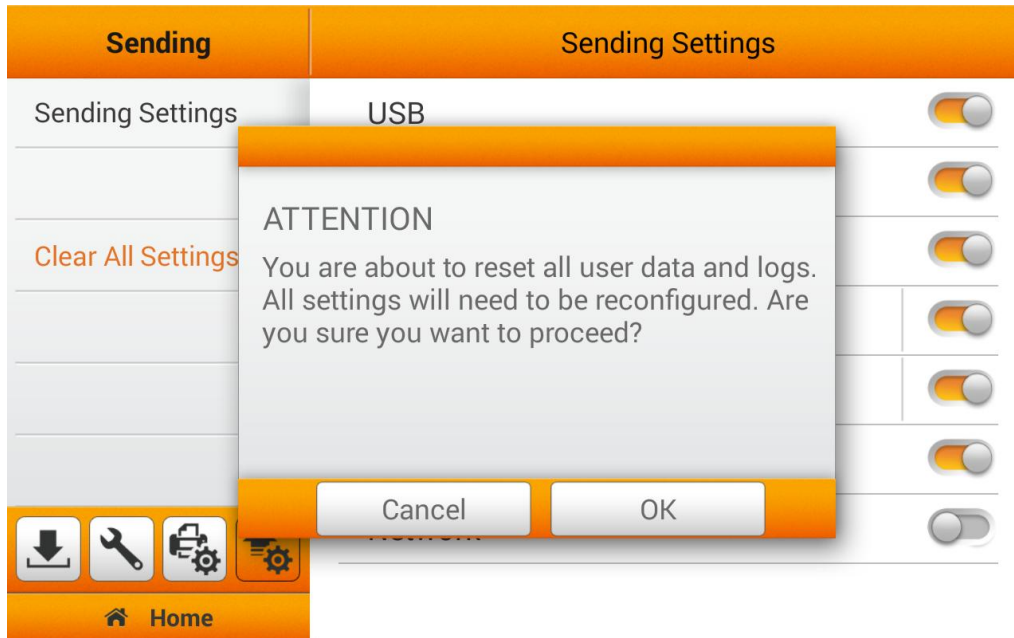 Sending
Sending Settings
Sending Settings
USB
Clear All Settings
ATTENTION
You are about to reset all user data and logs.
All settings will need to be reconfigured. Are
you sure you want to proceed?
Cancel
OK
Home